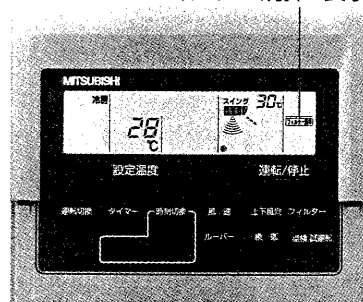 MITSUBISHI
冷房
スイング 30℃
28℃
設定温度 運転/停止
運転切換 タイマー 時刻切換 風速 上下風向 フィルター
ルーバー 換気 点検 試運転